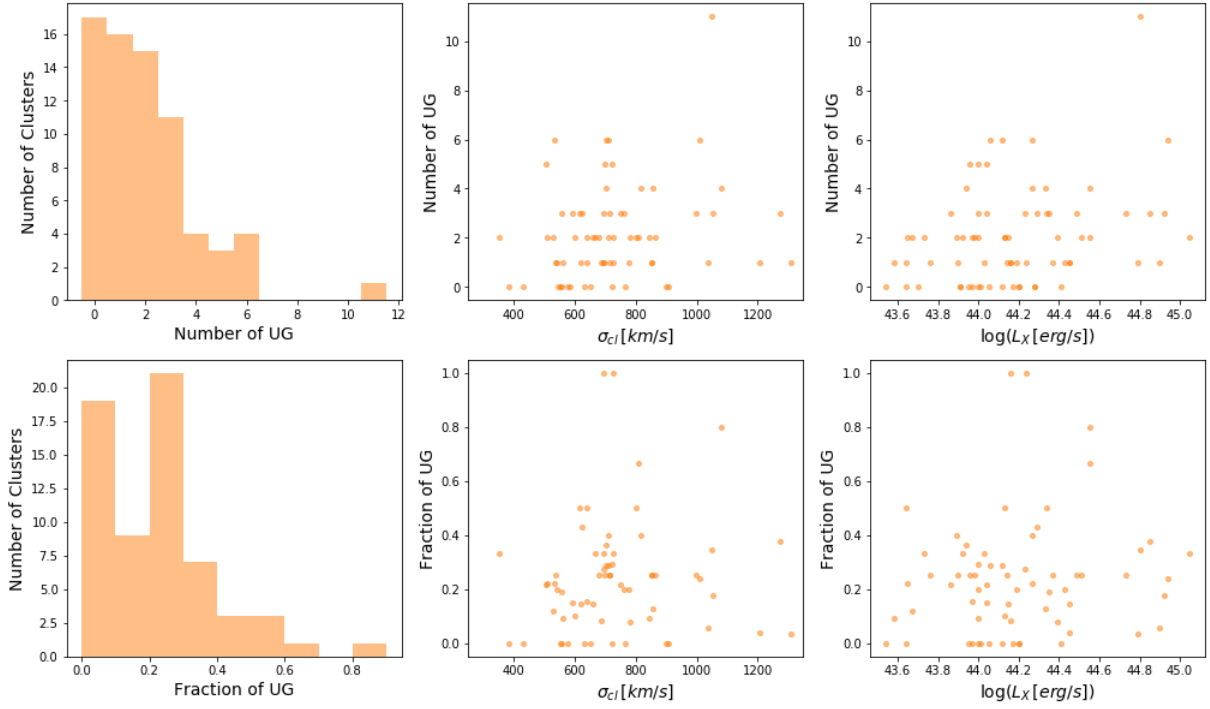 16
14
12
10
8
6
4
2
0
Number of Clusters
0 2 4 6 8 10 12
Number of UG
10
8
6
4
2
0
Number of UG
400 600 800 1000 1200
σ_cl [km/s]
10
8
6
4
2
0
Number of UG
43.6 43.8 44.0 44.2 44.4 44.6 44.8 45.0
log(L_X [erg/s])
20.0
17.5
15.0
12.5
10.0
7.5
5.0
2.5
0.0
Number of Clusters
0.0 0.2 0.4 0.6 0.8
Fraction of UG
1.0
0.8
0.6
0.4
0.2
0.0
Fraction of UG
400 600 800 1000 1200
σ_cl [km/s]
1.0
0.8
0.6
0.4
0.2
0.0
Fraction of UG
43.6 43.8 44.0 44.2 44.4 44.6 44.8 45.0
log(L_X [erg/s])